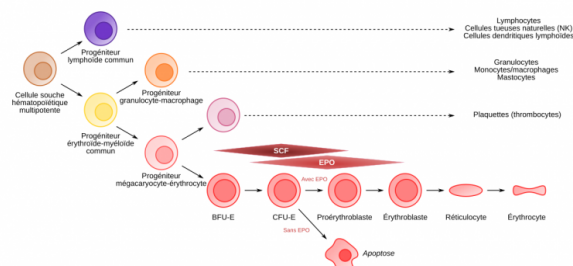 Lymphocytes
Cellules tueuses naturelles (NK)
Cellules dendritiques lymphoïdes
Progéniteur
lymphoïde commun
Granulocytes
Monocytes/macrophages
Mastocytes
Cellule souche
hématopoïétique
multipotente
Progéniteur
granulocyte-macrophage
Plaquettes (thrombocytes)
Progéniteur
érythroïde-myéloïde
commun
SCF
EPO
Progéniteur
mégacaryocyte-érythrocyte
Avec EPO
BFU-E
CFU-E
Proérythroblaste
Érythroblaste
Réticulocyte
Érythrocyte
Sans EPO
Apoptose